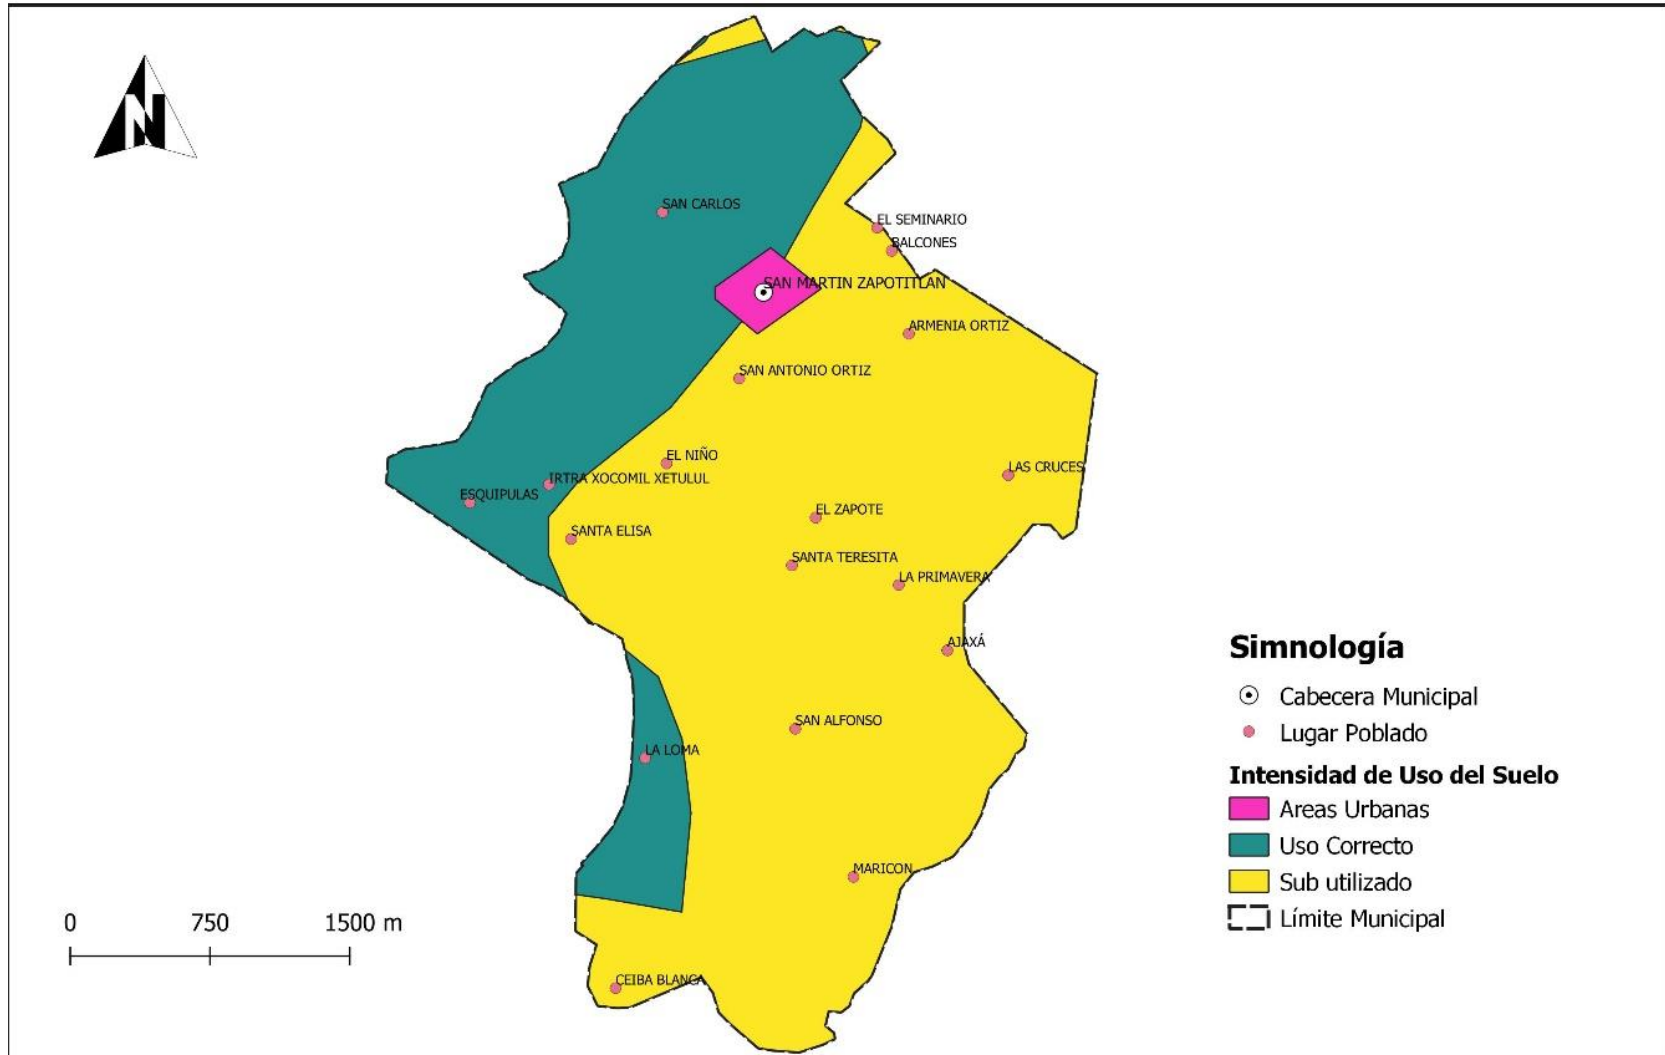 N
SAN CARLOS
EL SEMINARIO
BALCONES
SAN MARTIN ZAPOTITLAN
ARMENIA ORTIZ
SAN ANTONIO ORTIZ
EL NIÑO
LAS CRUCES
IRTRA XOCOMIL XETULUL
ESQUIPULAS
EL ZAPOTE
SANTA ELISA
SANTA TERESITA
LA PRIMAVERA
AJAXÁ
SAN ALFONSO
LA LOMA
MARICON
CEIBA BLANCA
0 750 1500 m
Simnología
Cabecera Municipal
Lugar Poblado
Intensidad de Uso del Suelo
Areas Urbanas
Uso Correcto
Sub utilizado
Límite Municipal